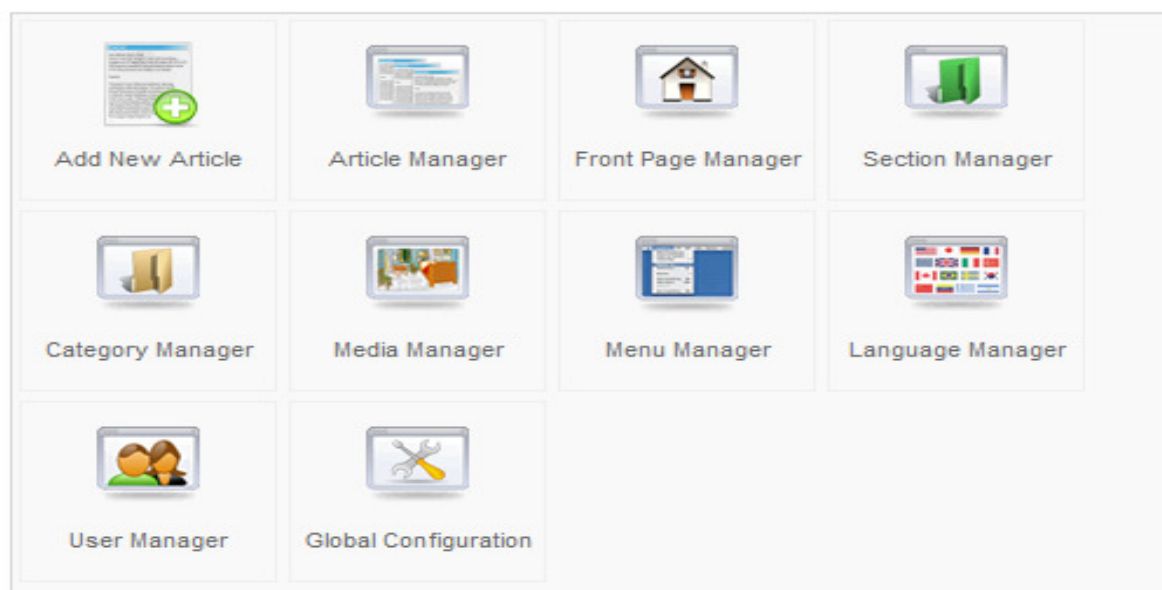 Add New Article
Article Manager
Front Page Manager
Section Manager
Category Manager
Media Manager
Menu Manager
Language Manager
User Manager
Global Configuration